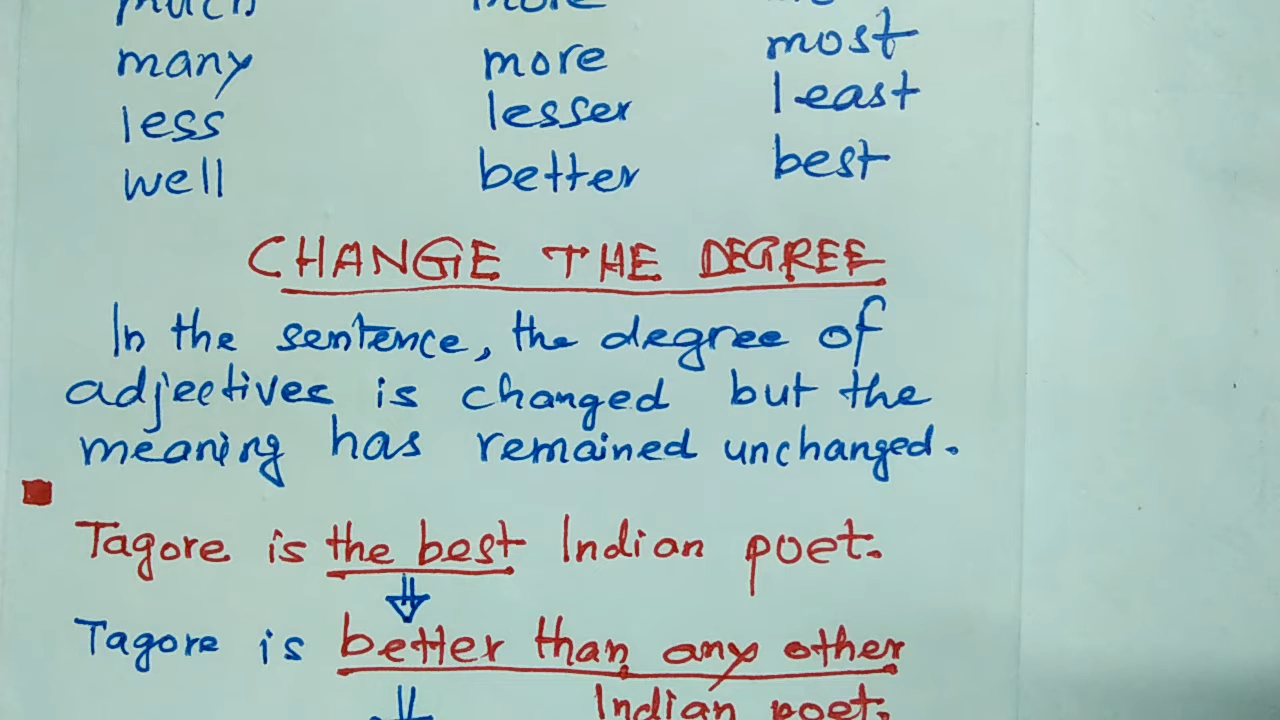 much more
many more most
less lesser least
well better best
CHANGE THE DEGREE
In the sentence, the degree of
adjectives is changed but the
meaning has remained unchanged.
Tagore is the best Indian poet.
Tagore is better than any other
Indian poet.